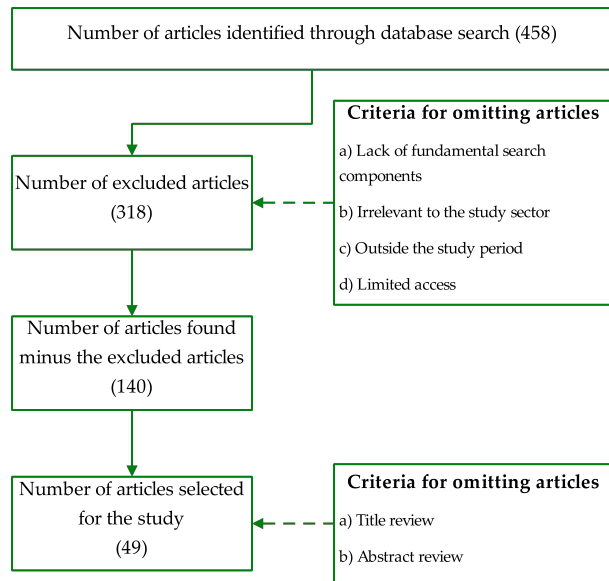 Number of articles identified through database search (458)
Criteria for omitting articles
a) Lack of fundamental search
components
b) Irrelevant to the study sector
c) Outside the study period
d) Limited access
Number of excluded articles
(318)
Number of articles found
minus the excluded articles
(140)
Number of articles selected
for the study
(49)
Criteria for omitting articles
a) Title review
b) Abstract review